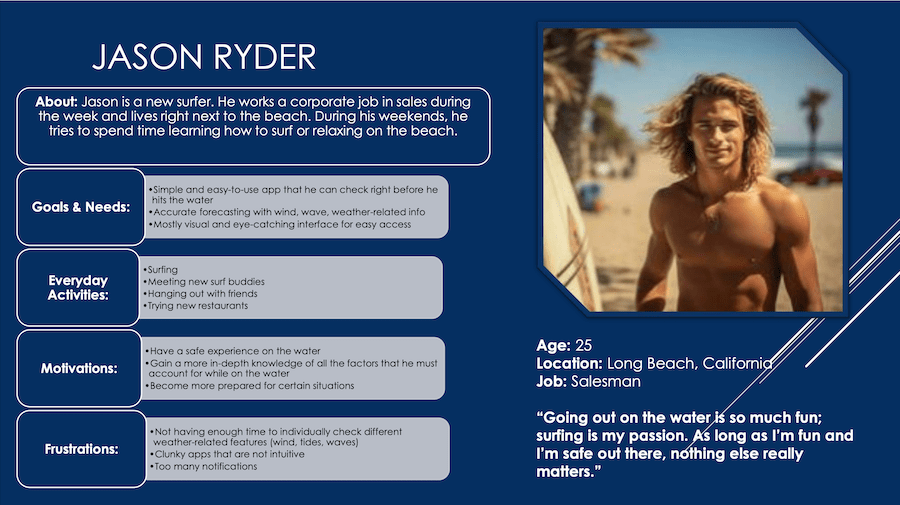 JASON RYDER
About: Jason is a new surfer. He works a corporate job in sales during
the week and lives right next to the beach. During his weekends, he
tries to spend time learning how to surf or relaxing on the beach.
Goals & Needs:
•Simple and easy-to-use app that he can check right before he
hits the water
•Accurate forecasting with wind, wave, weather-related info
•Mostly visual and eye-catching interface for easy access
Everyday
Activities:
•Surfing
•Meeting new surf buddies
•Hanging out with friends
•Trying new restaurants
Motivations:
•Have a safe experience on the water
•Gain a more in-depth knowledge of all the factors that he must
account for while on the water
•Become more prepared for certain situations
Frustrations:
•Not having enough time to individually check different
weather-related features (wind, tides, waves)
•Clunky apps that are not intuitive
•Too many notifications
Age: 25
Location: Long Beach, California
Job: Salesman
“Going out on the water is so much fun;
surfing is my passion. As long as I’m fun and
I’m safe out there, nothing else really
matters.”